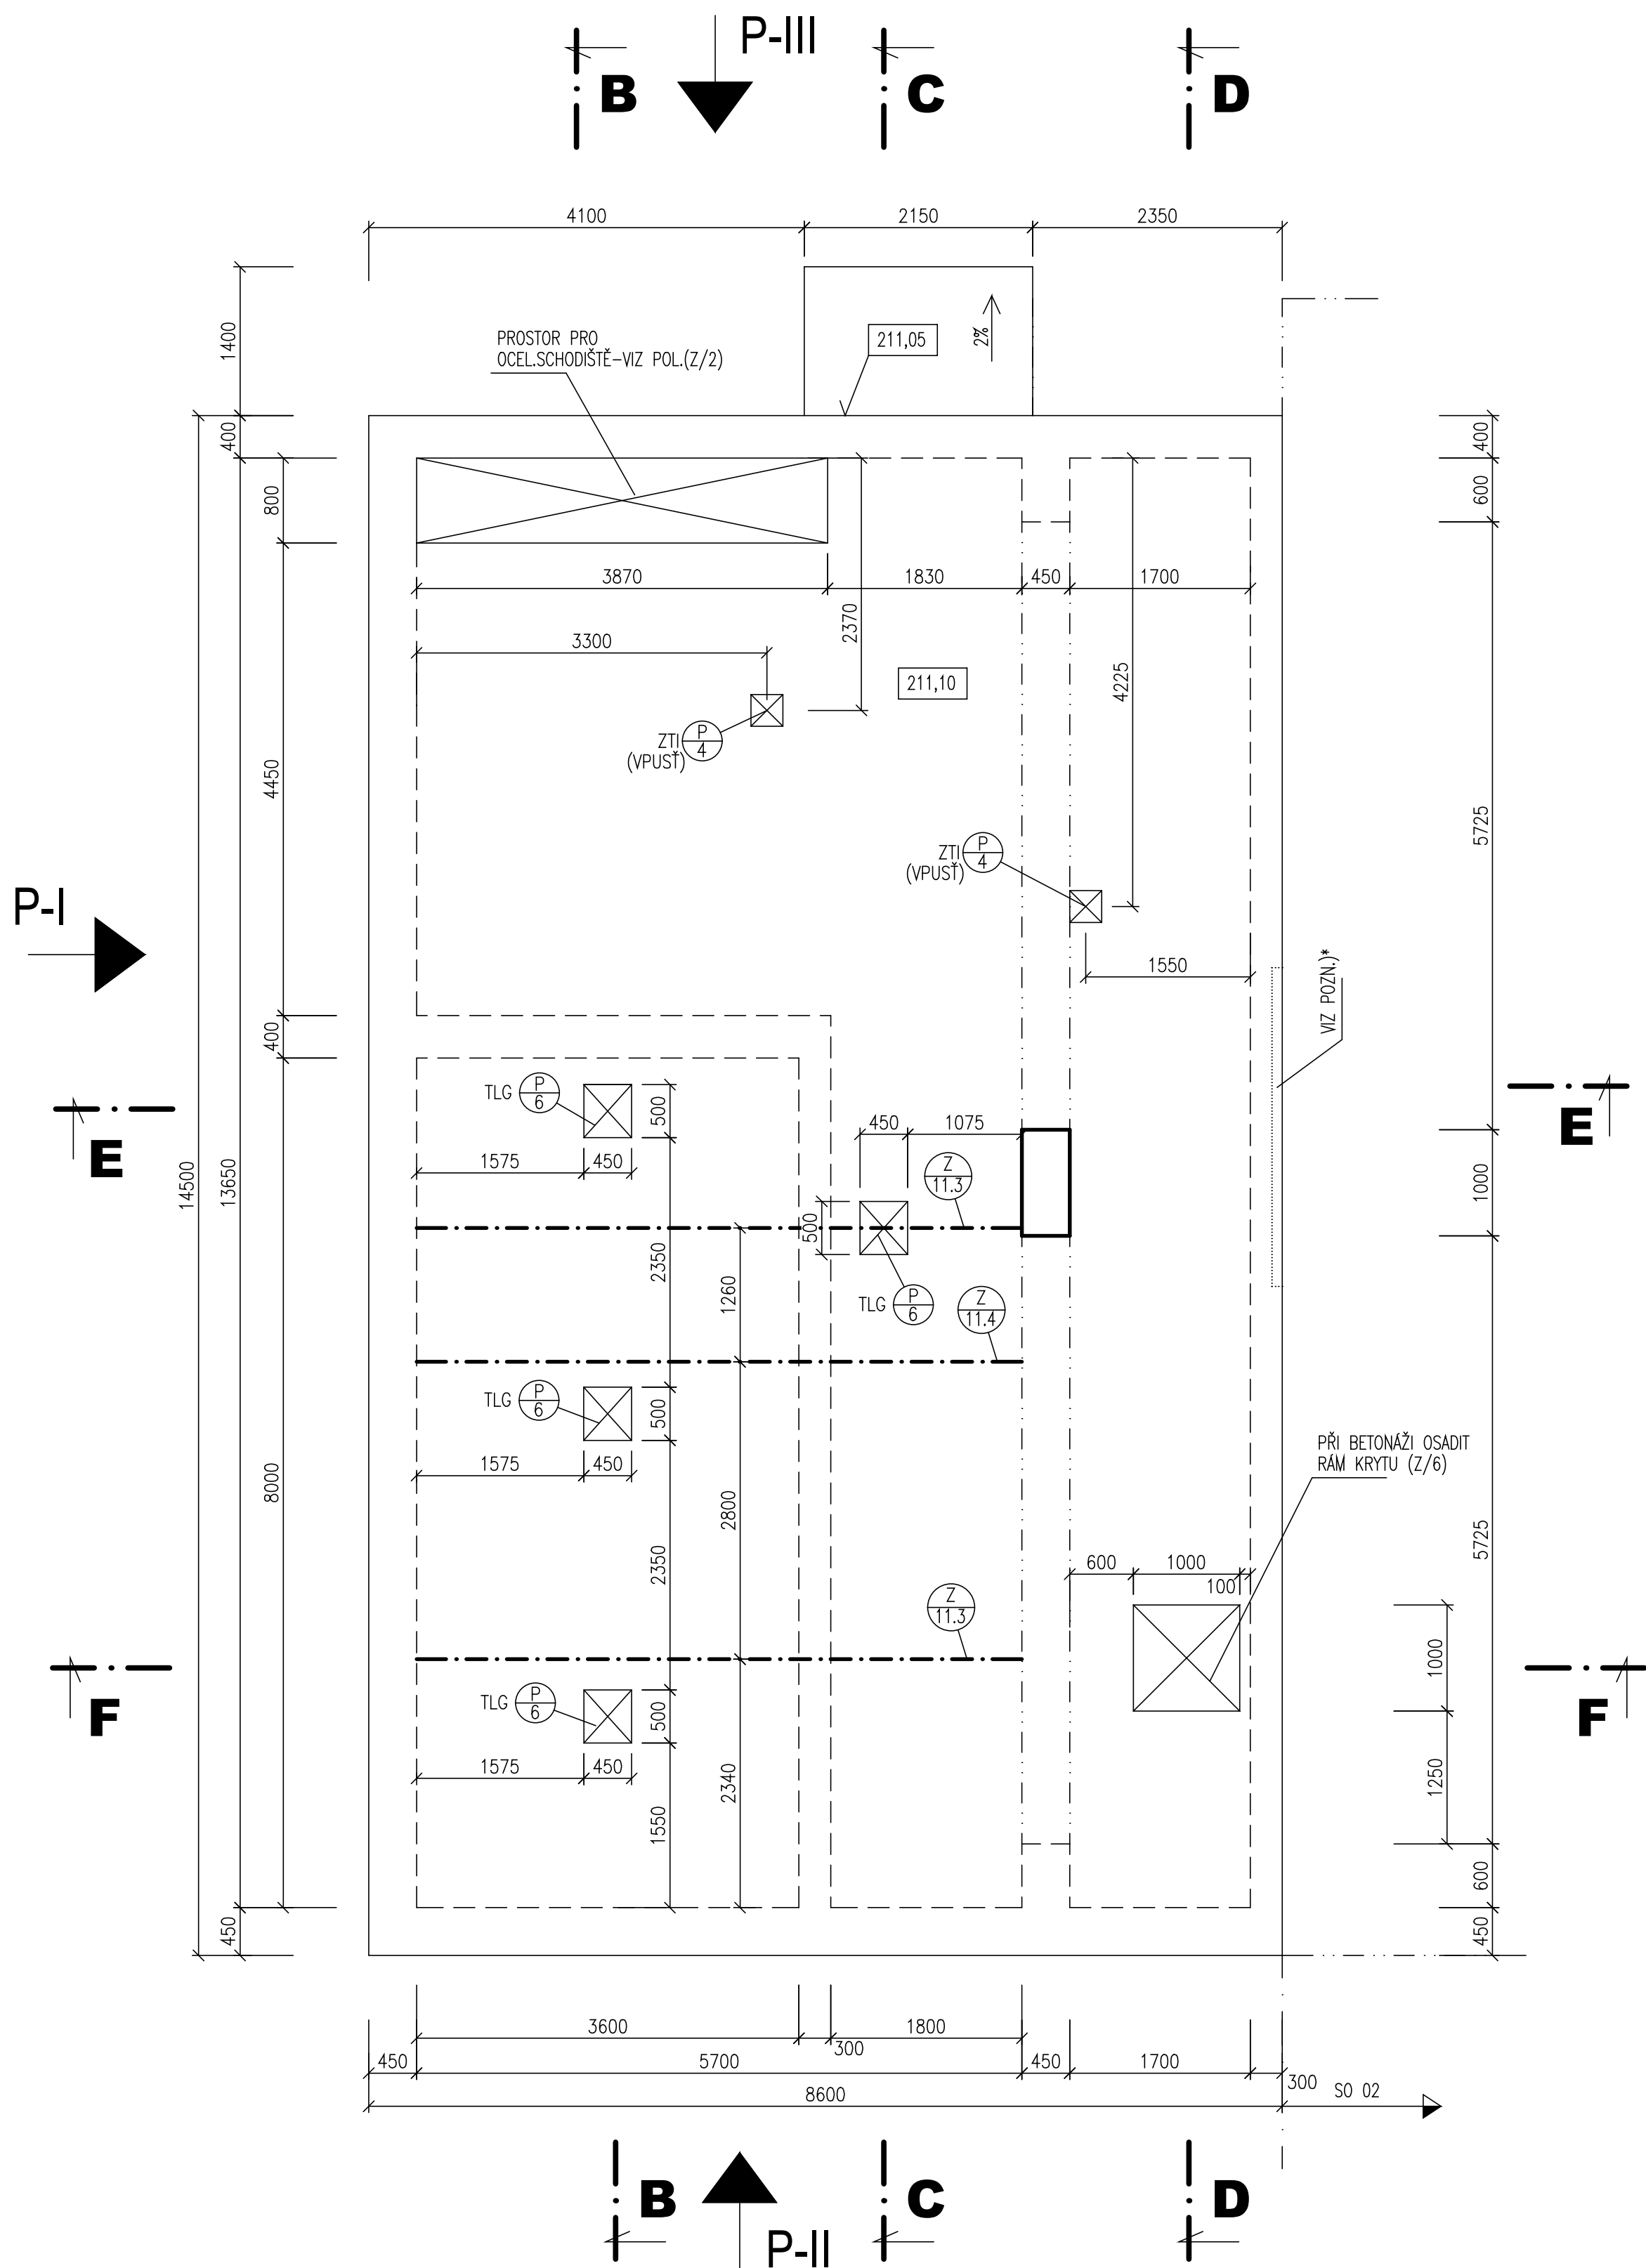 P-III
B
C
D
4100
2150
2350
1400
PROSTOR PRO
OCEL.SCHODIŠTĚ-VIZ POL.(Z/2)
211,05
2%
400
400
800
600
3870
1830
450
1700
2370
3300
211,10
4225
P
4
ZTI
(VPUSŤ)
4450
5725
P
4
ZTI
(VPUSŤ)
P-I
1550
VIZ POZN.)*
400
TLG
P
6
500
E
E
450
1075
1575
450
Z
11.3
14500
13650
1000
500
2350
1260
TLG
P
6
Z
11.4
TLG
P
6
500
PŘI BETONÁŽI OSADIT
RÁM KRYTU (Z/6)
1575
450
8000
2800
5725
2350
600
1000
100
Z
11.3
1000
F
F
TLG
P
6
500
1575
450
2340
1250
1550
600
450
450
3600
300
1800
450
5700
450
1700
300
8600
SO 02
B
C
D
P-II